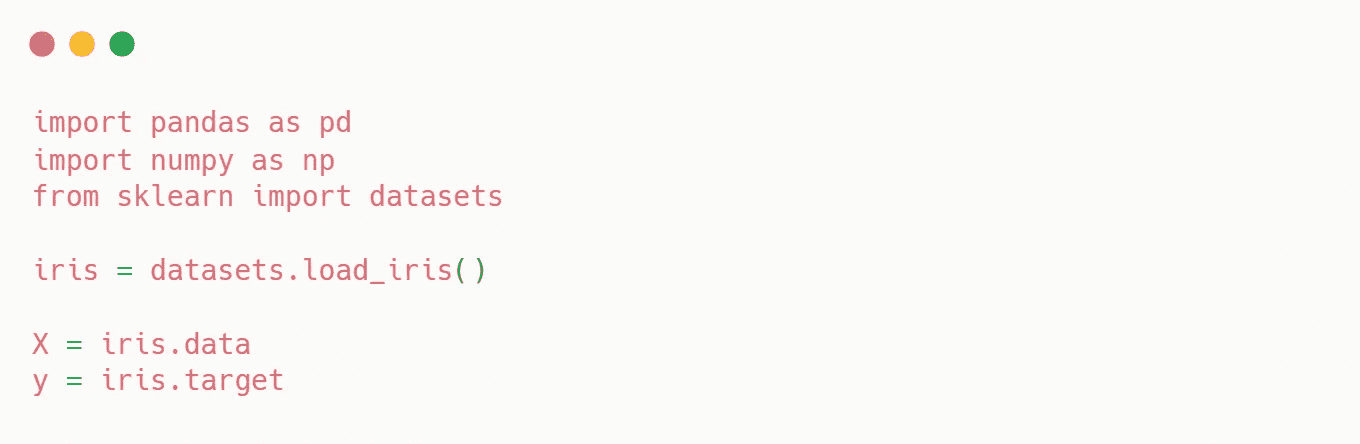 import pandas as pd
import numpy as np
from sklearn import datasets
iris = datasets.load_iris()
X = iris.data
y = iris.target